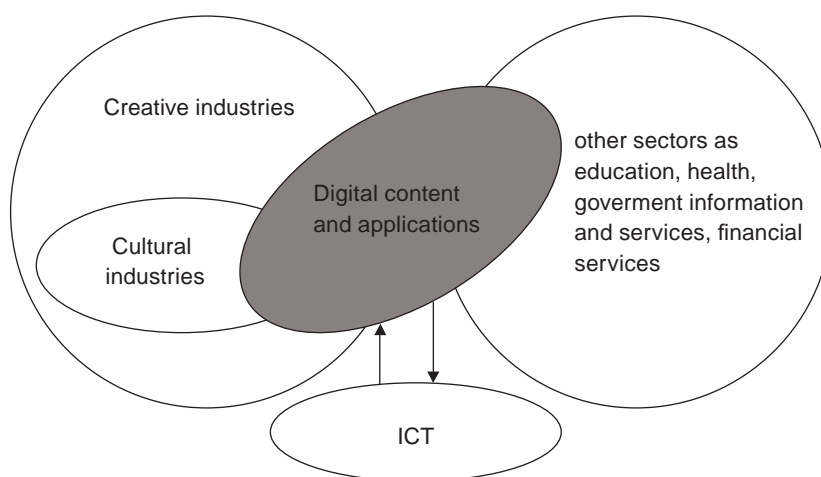 Creative industries
Cultural
industries
Digital content
and applications
other sectors as
education, health,
goverment information
and services, financial
services
ICT